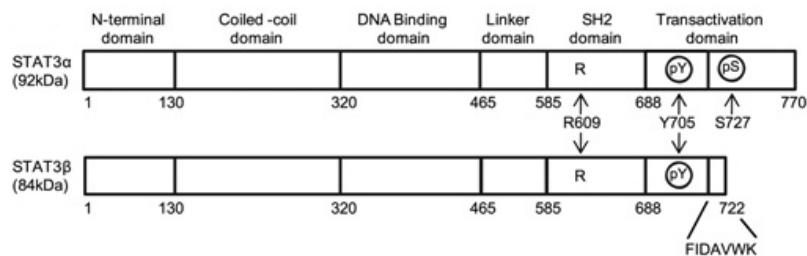 N-terminal domain Coiled -coil domain DNA Binding domain Linker domain SH2 domain Transactivation domain
STAT3α (92kDa) R pY pS
1 130 320 465 585 688 770
R609 Y705 S727
STAT3β (84kDa) R pY
1 130 320 465 585 688 722
FIDAVWK